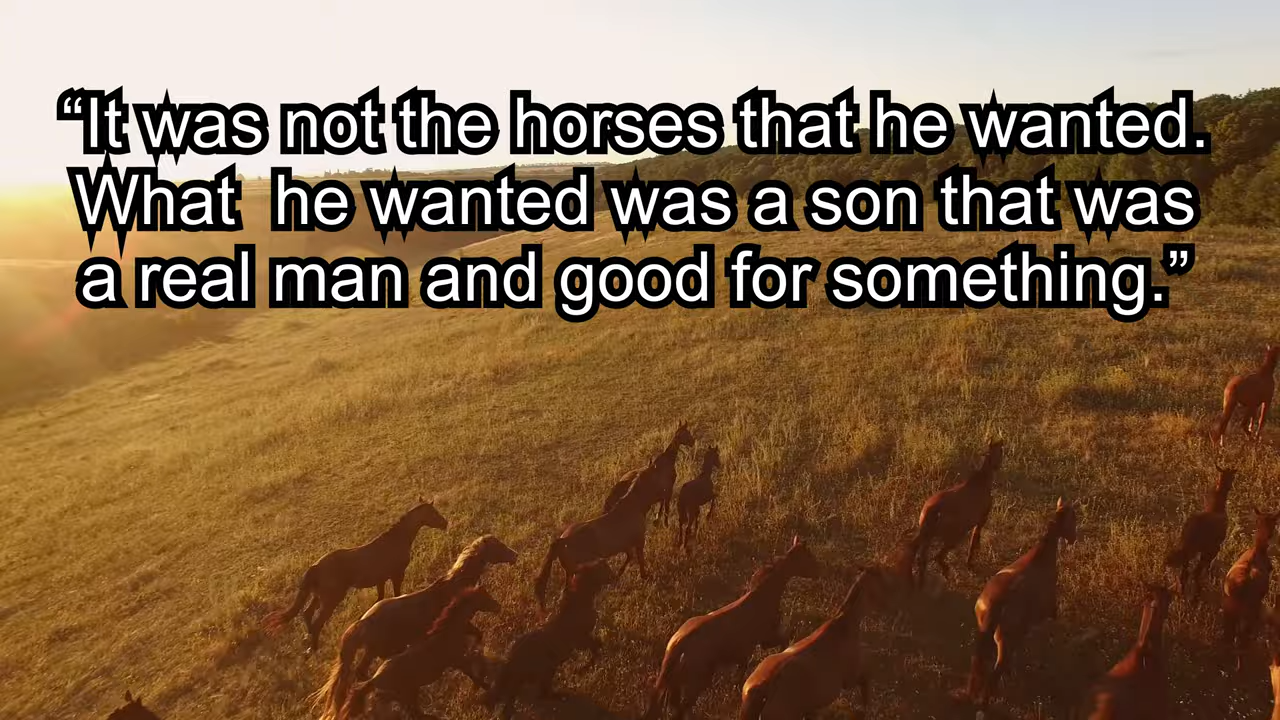 “It was not the horses that he wanted.
What  he wanted was a son that was
a real man and good for something.”